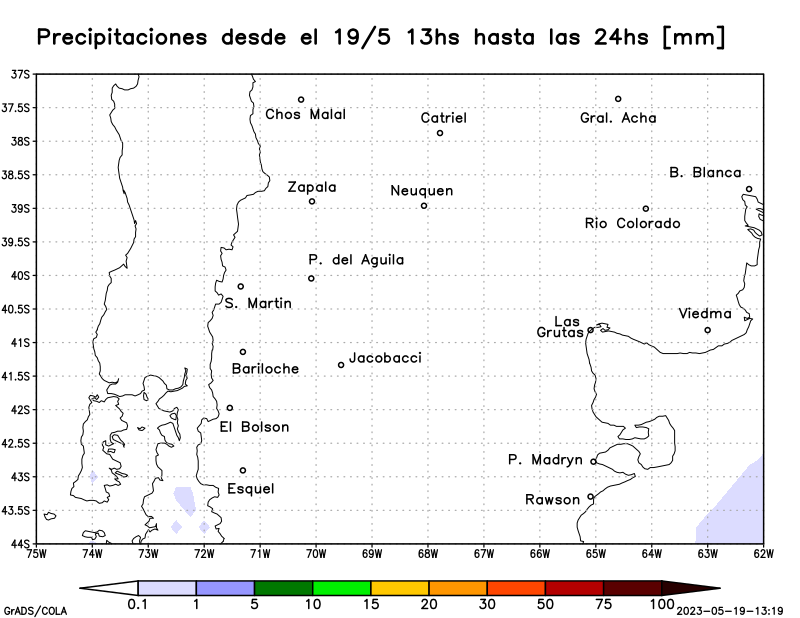 Precipitaciones desde el 19/5 13hs hasta las 24hs [mm]
37S
37.5S
38S
38.5S
39S
39.5S
40S
40.5S
41S
41.5S
42S
42.5S
43S
43.5S
44S
Chos Malal
Catriel
Gral. Acha
B. Blanca
Zapala
Neuquen
Rio Colorado
P. del Aguila
S. Martin
Viedma
Las
Grutas
Bariloche
Jacobacci
El Bolson
P. Madryn
Esquel
Rawson
75W 74W 73W 72W 71W 70W 69W 68W 67W 66W 65W 64W 63W 62W
0.1 1 5 10 15 20 30 50 75 100
GrADS/COLA
2023-05-19-13:19